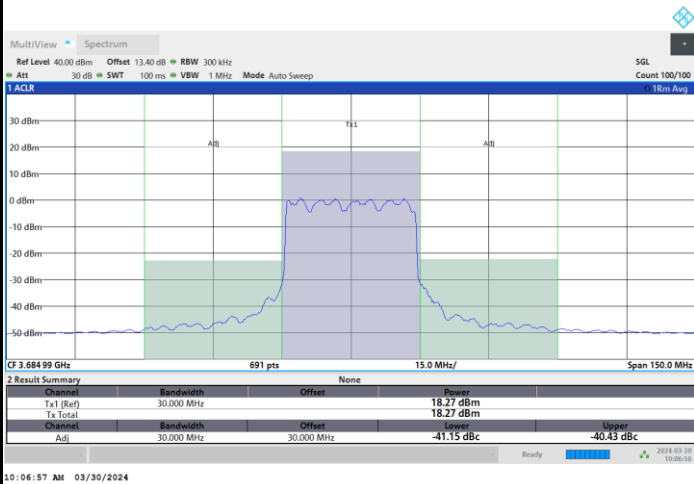 MultiView Spectrum
Ref Level 40.00 dBm Offset 13.40 dB RBW 300 kHz SGL
Att 30 dB SWT 100 ms VBW 1 MHz Mode Auto Sweep Count 100/100
1 ACLR 1Rm Avg
30 dBm
Tx1
20 dBm
Adj Adj
10 dBm
0 dBm
-10 dBm
-20 dBm
-30 dBm
-40 dBm
-50 dBm
CF 3.684 99 GHz 691 pts 15.0 MHz/ Span 150.0 MHz
2 Result Summary None
Channel Bandwidth Offset Power
Tx1 (Ref) 30.000 MHz 18.27 dBm
Tx Total 18.27 dBm
Channel Bandwidth Offset Lower Upper
Adj 30.000 MHz 30.000 MHz -41.15 dBc -40.43 dBc
Ready 2024-03-30
10:06:58
10:06:57 AM 03/30/2024